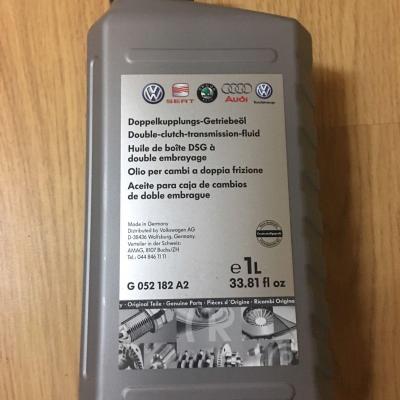 SEAT
Audi
Doppelkupplungs-Getriebeöl
Double-clutch-transmission-fluid
Huile de boîte DSG à
double embrayage
Olio per cambi a doppia frizione
Aceite para caja de cambios
de doble embrague
Made in Germany
Distributed by Volkswagen AG
D-38436 Wolfsburg, Germany.
Verteiler in der Schweiz:
AMAG, 8107 Buchs/ZH
Tel.: 044 846 11 11
e 1L
G 052 182 A2 33.81 fl oz
Original Teile · Genuine Parts · Pièces d'Origine · Ricambi Origina